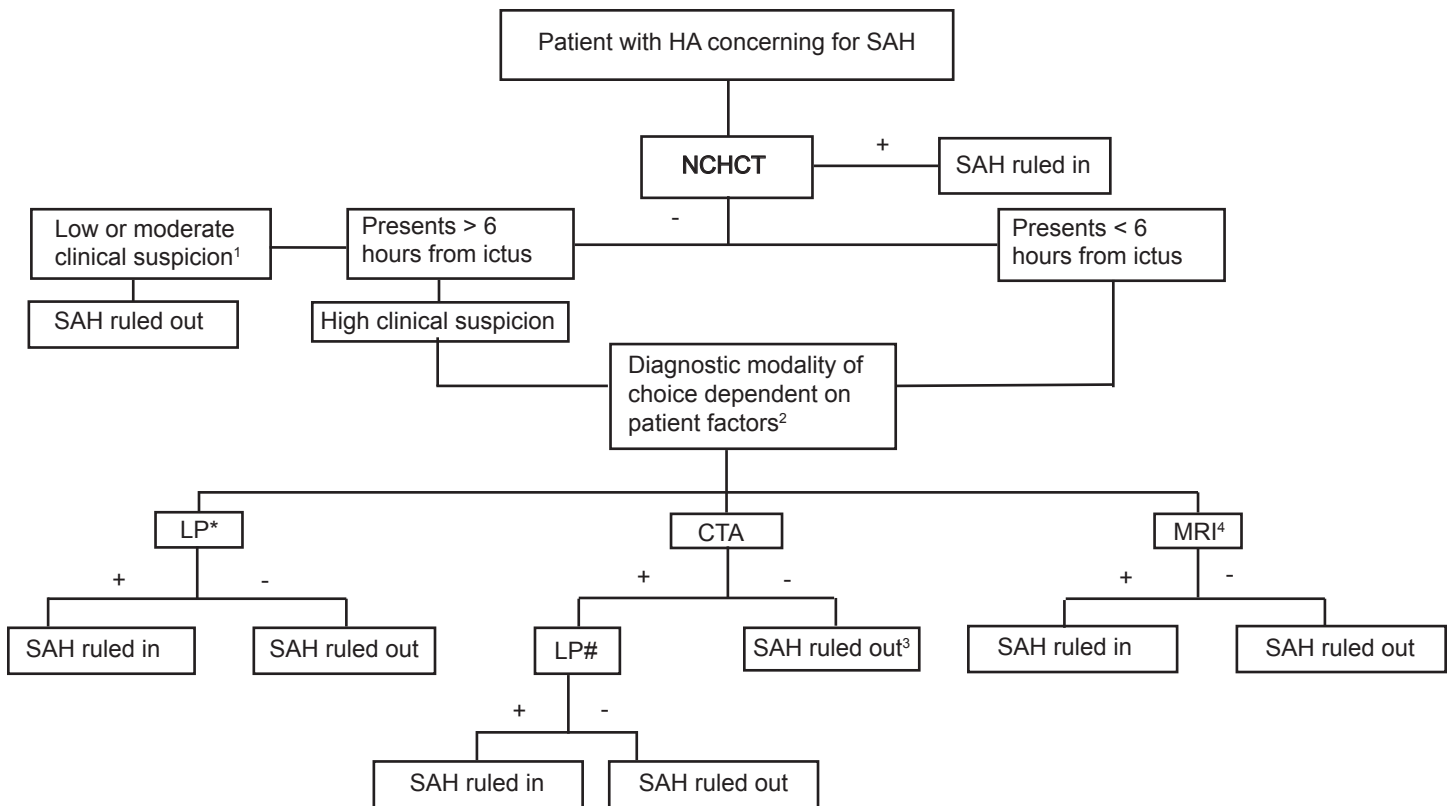 Patient with HA concerning for SAH
NCHCT
+
SAH ruled in
-
Low or moderate
clinical suspicion¹
Presents > 6
hours from ictus
Presents < 6
hours from ictus
SAH ruled out
High clinical suspicion
Diagnostic modality of
choice dependent on
patient factors²
LP*
CTA
MRI⁴
+
-
+
-
+
-
SAH ruled in
SAH ruled out
LP#
SAH ruled out³
SAH ruled in
SAH ruled out
+
-
SAH ruled in
SAH ruled out